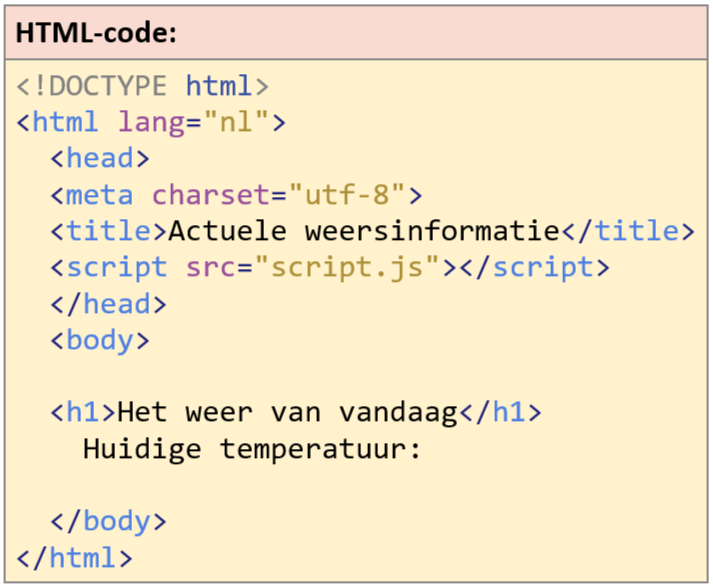 HTML-code:
<!DOCTYPE html>
<html lang="nl">
<head>
<meta charset="utf-8">
<title>Actuele weersinformatie</title>
<script src="script.js"></script>
</head>
<body>
<h1>Het weer van vandaag</h1>
Huidige temperatuur:
</body>
</html>